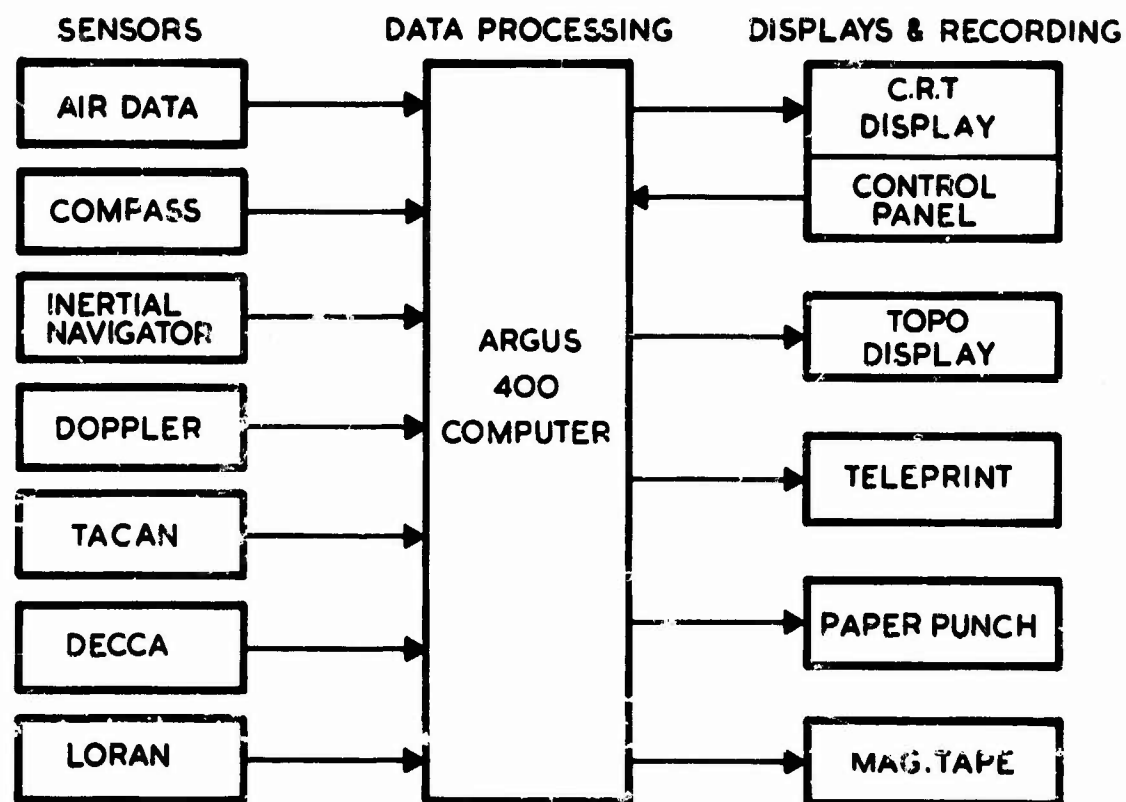 SENSORS
DATA PROCESSING
DISPLAYS & RECORDING
AIR DATA
COMPASS
INERTIAL
NAVIGATOR
DOPPLER
TACAN
DECCA
LORAN
ARGUS
400
COMPUTER
C.R.T
DISPLAY
CONTROL
PANEL
TOPO
DISPLAY
TELEPRINT
PAPER PUNCH
MAG.TAPE